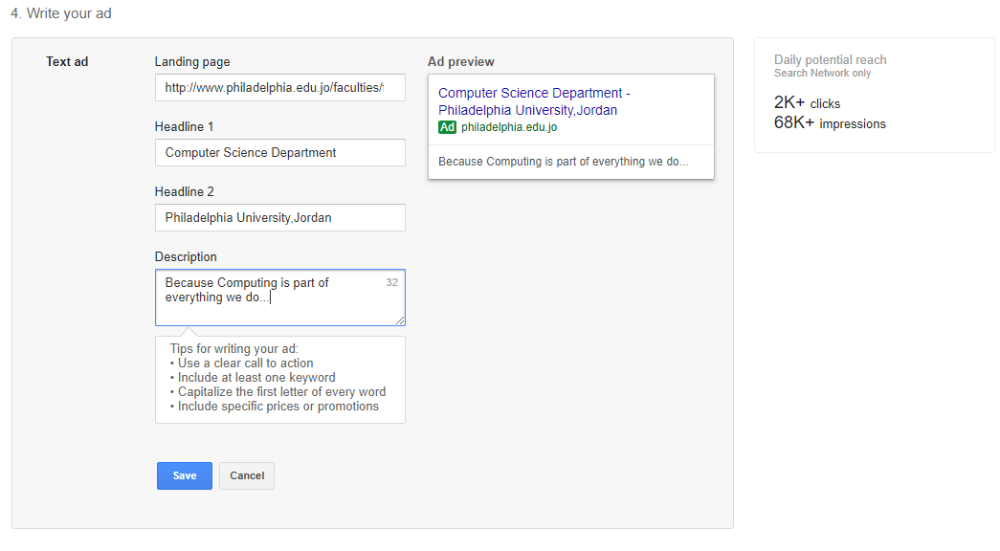 4. Write your ad
Text ad
Landing page
http://www.philadelphia.edu.jo/faculties/
Headline 1
Computer Science Department
Headline 2
Philadelphia University,Jordan
Description
Because Computing is part of
everything we do...
32
Tips for writing your ad:
• Use a clear call to action
• Include at least one keyword
• Capitalize the first letter of every word
• Include specific prices or promotions
Save
Cancel
Ad preview
Computer Science Department -
Philadelphia University,Jordan
Ad philadelphia.edu.jo
Because Computing is part of everything we do...
Daily potential reach
Search Network only
2K+ clicks
68K+ impressions